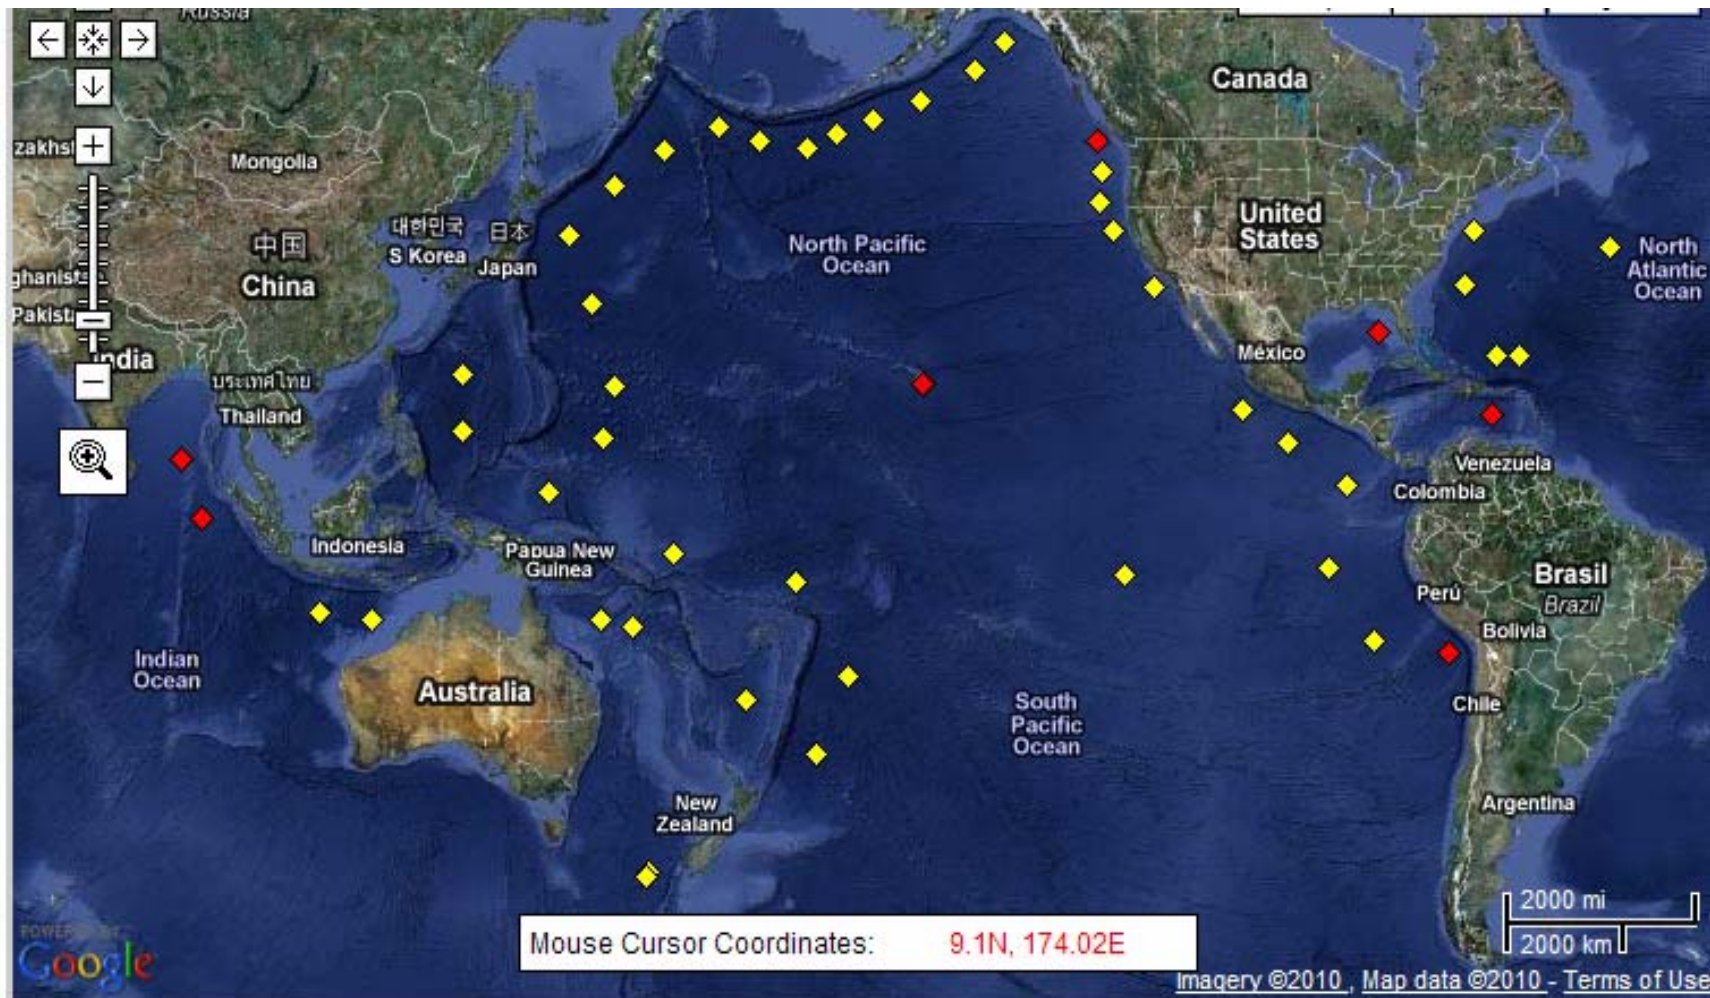 Russia
Canada
zakhst
Mongolia
대한민국
S Korea
日本
Japan
中国
China
ghanist
Pakista
India
ประเทศไทย
Thailand
North Pacific
Ocean
United
States
North
Atlantic
Ocean
México
Venezuela
Colombia
Indonesia
Papua New
Guinea
Perú
Brasil
Brazil
Bolivia
Indian
Ocean
Australia
South
Pacific
Ocean
Chile
New
Zealand
Argentina
2000 mi
2000 km
POWERED BY
Google
Mouse Cursor Coordinates: 9.1N, 174.02E
Imagery ©2010 , Map data ©2010 - Terms of Use